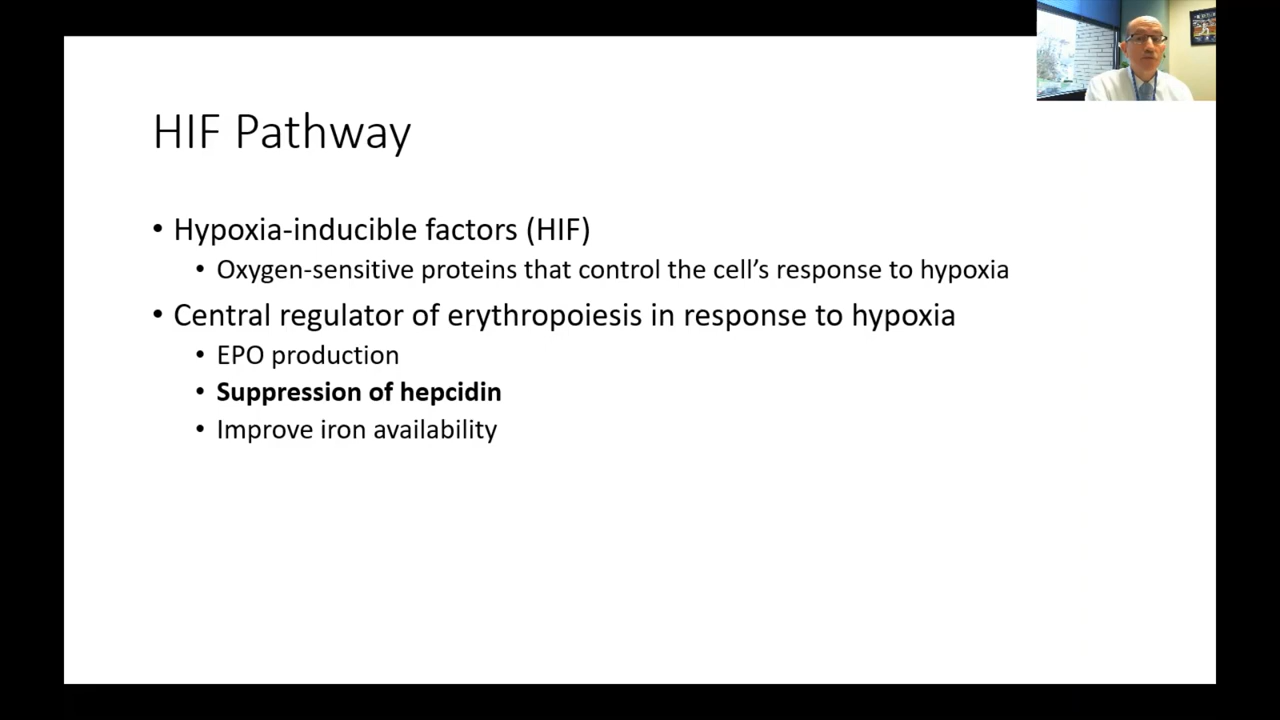 HIF Pathway
• Hypoxia-inducible factors (HIF)
• Oxygen-sensitive proteins that control the cell’s response to hypoxia
• Central regulator of erythropoiesis in response to hypoxia
• EPO production
• Suppression of hepcidin
• Improve iron availability